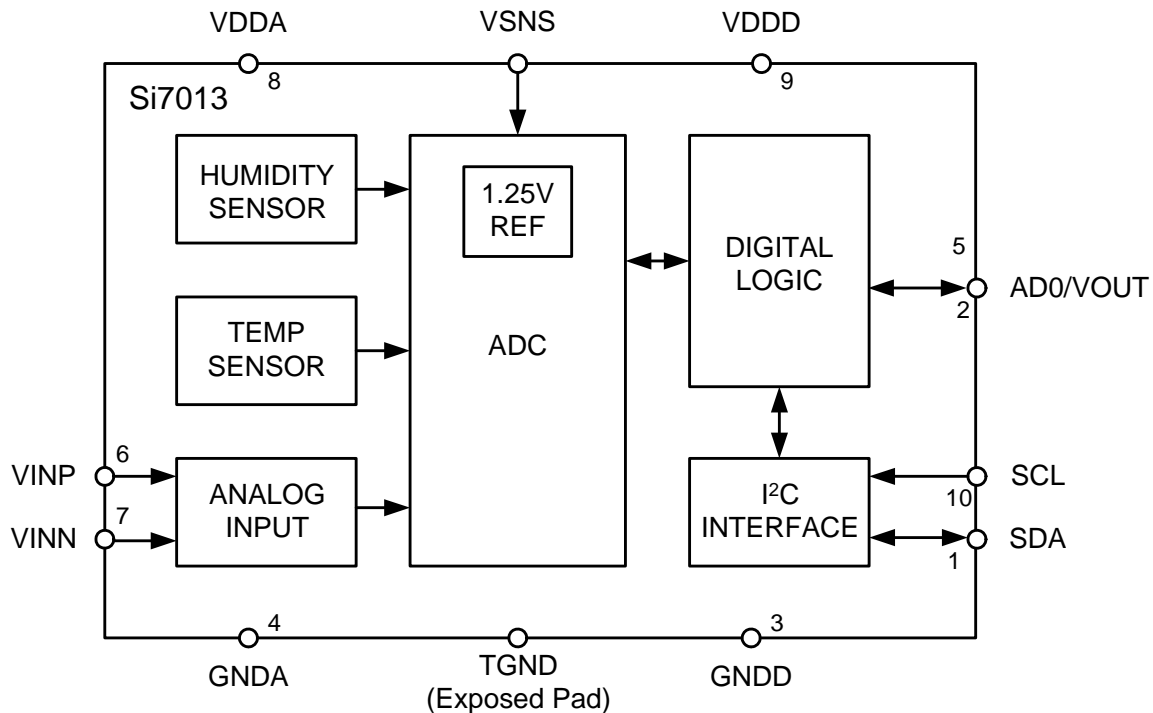 VDDA
VSNS
VDDD
8
9
Si7013
HUMIDITY
SENSOR
1.25V
REF
DIGITAL
LOGIC
5
AD0/VOUT
2
TEMP
SENSOR
ADC
6
VINP
7
VINN
ANALOG
INPUT
I²C
INTERFACE
SCL
10
SDA
1
4
3
GNDA
TGND
(Exposed Pad)
GNDD